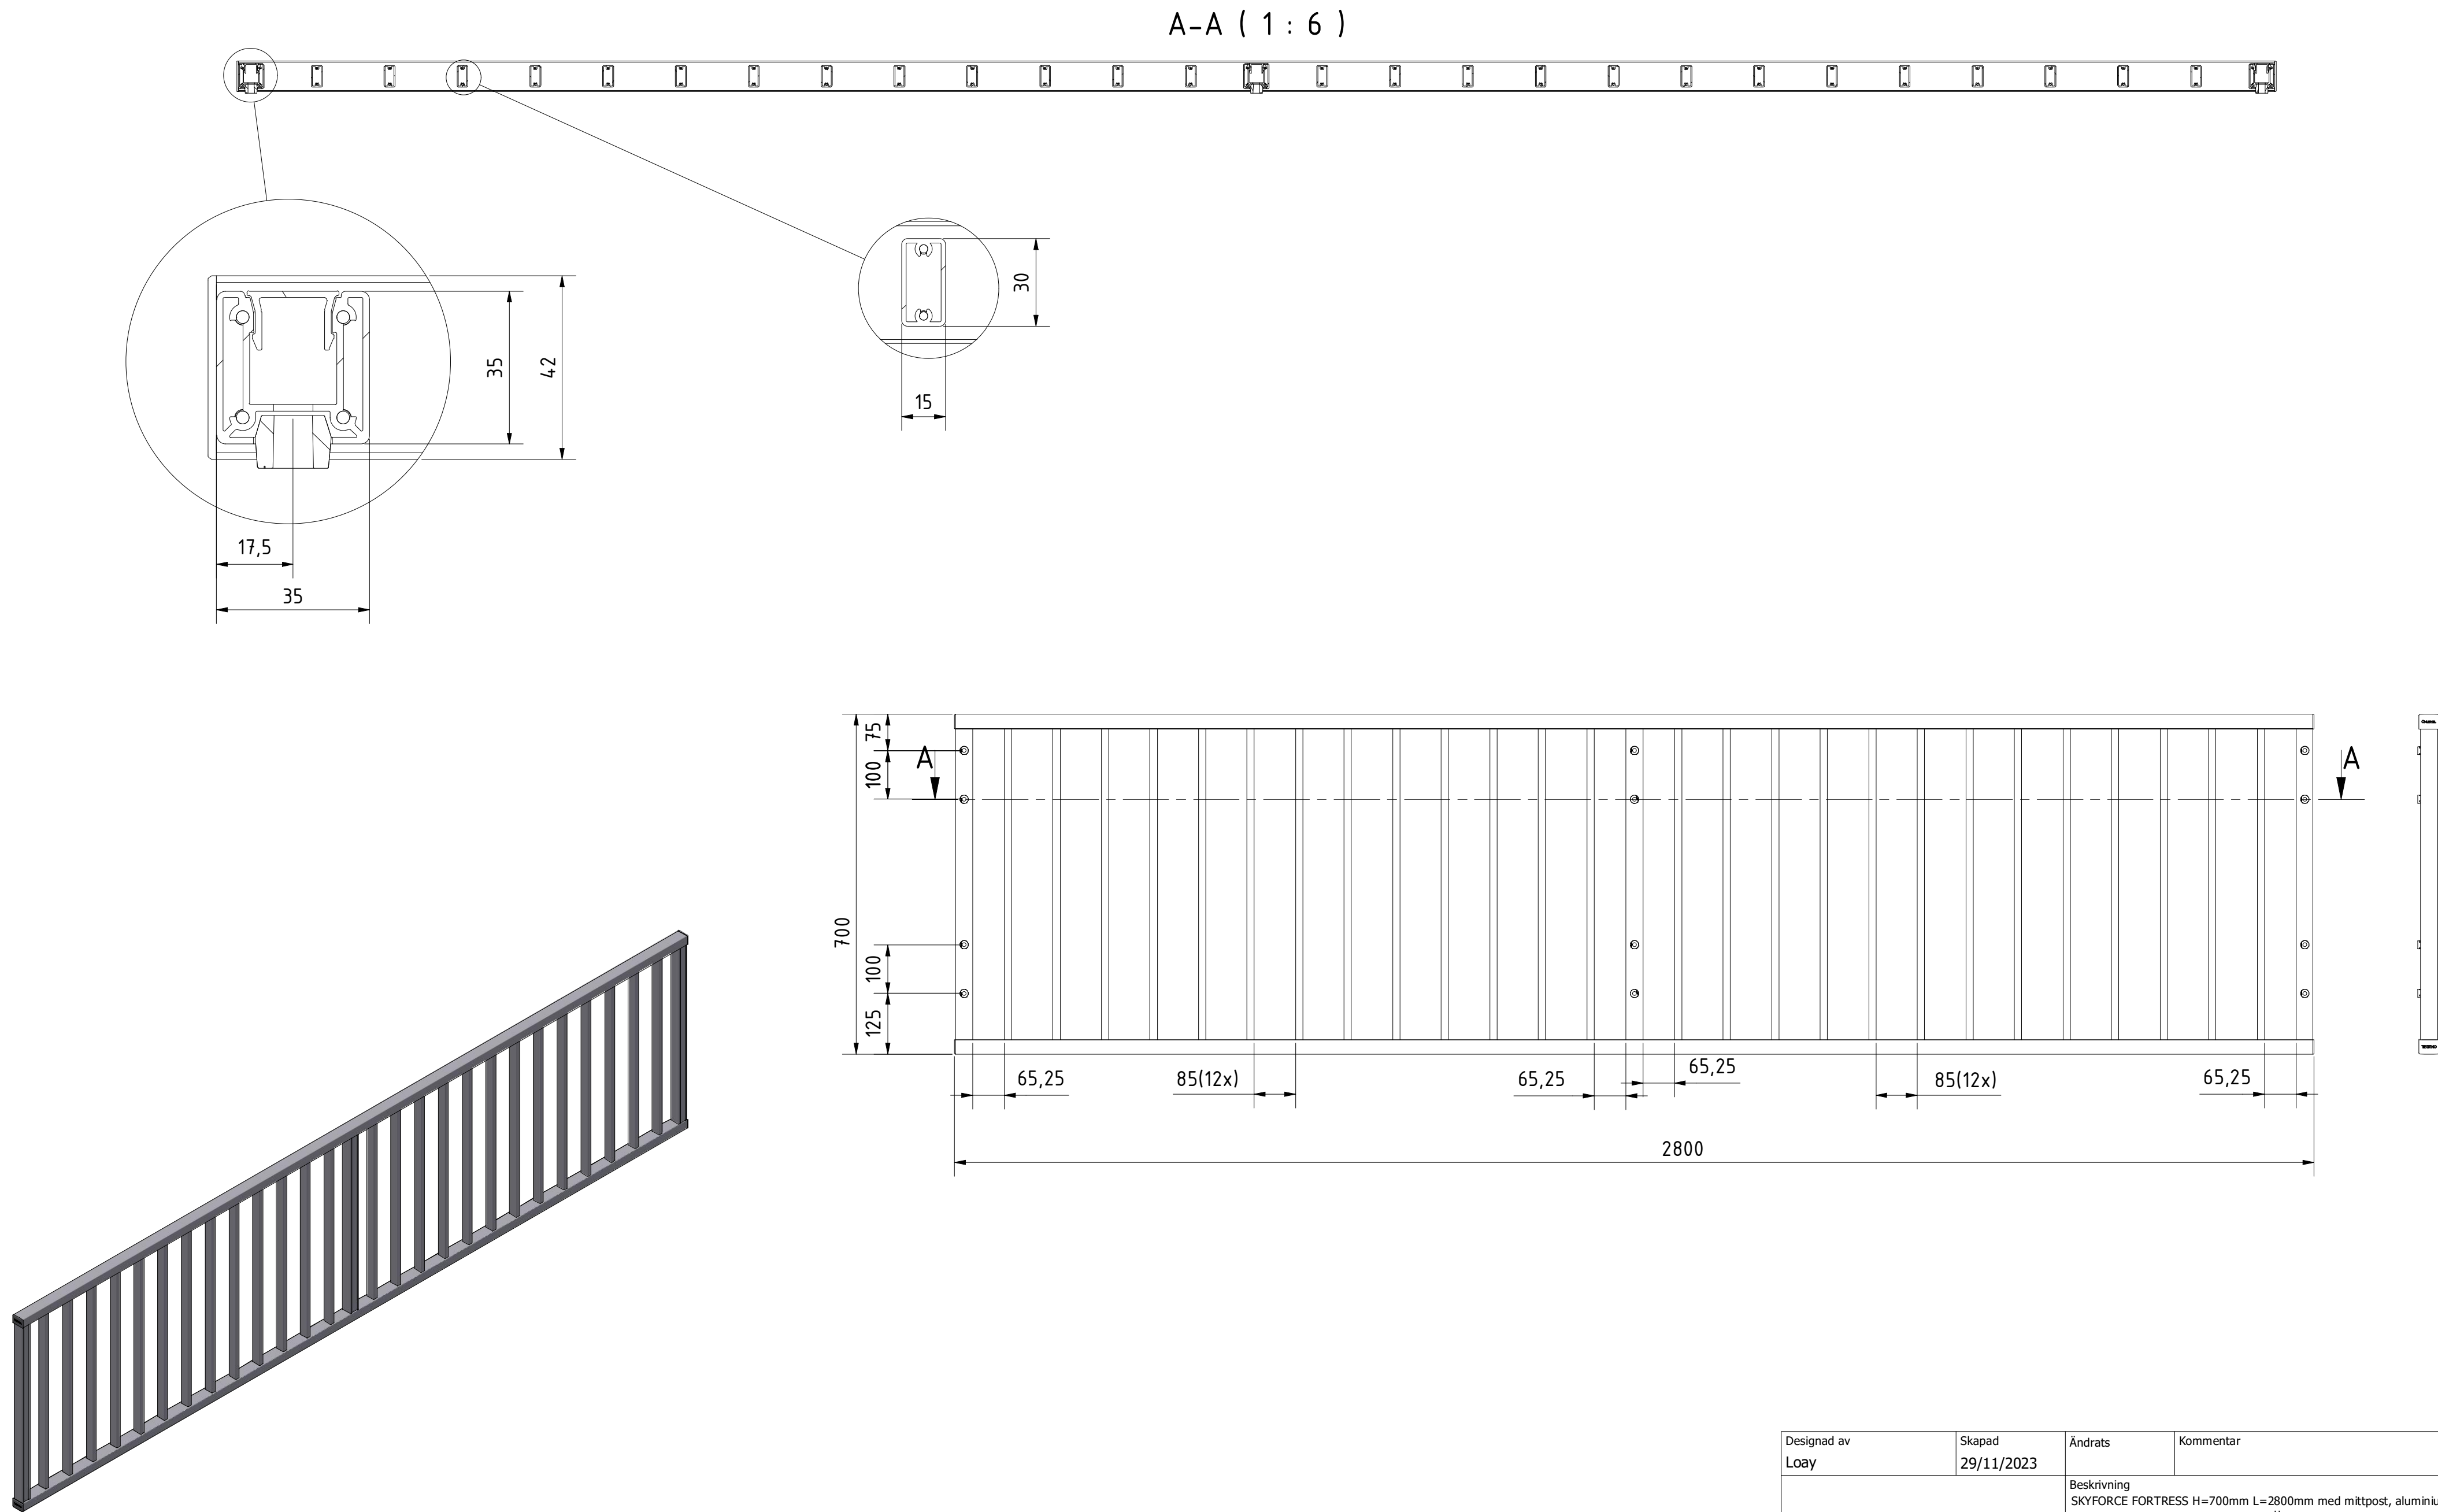 A-A ( 1 : 6 )
30
15
35
42
17,5
35
75
100
A
A
700
100
125
65,25
85(12x)
65,25
65,25
85(12x)
65,25
2800
Designad av
Skapad
Ändrats
Kommentar
Loay
29/11/2023
Beskrivning
SKYFORCE FORTRESS H=700mm L=2800mm med mittpost,